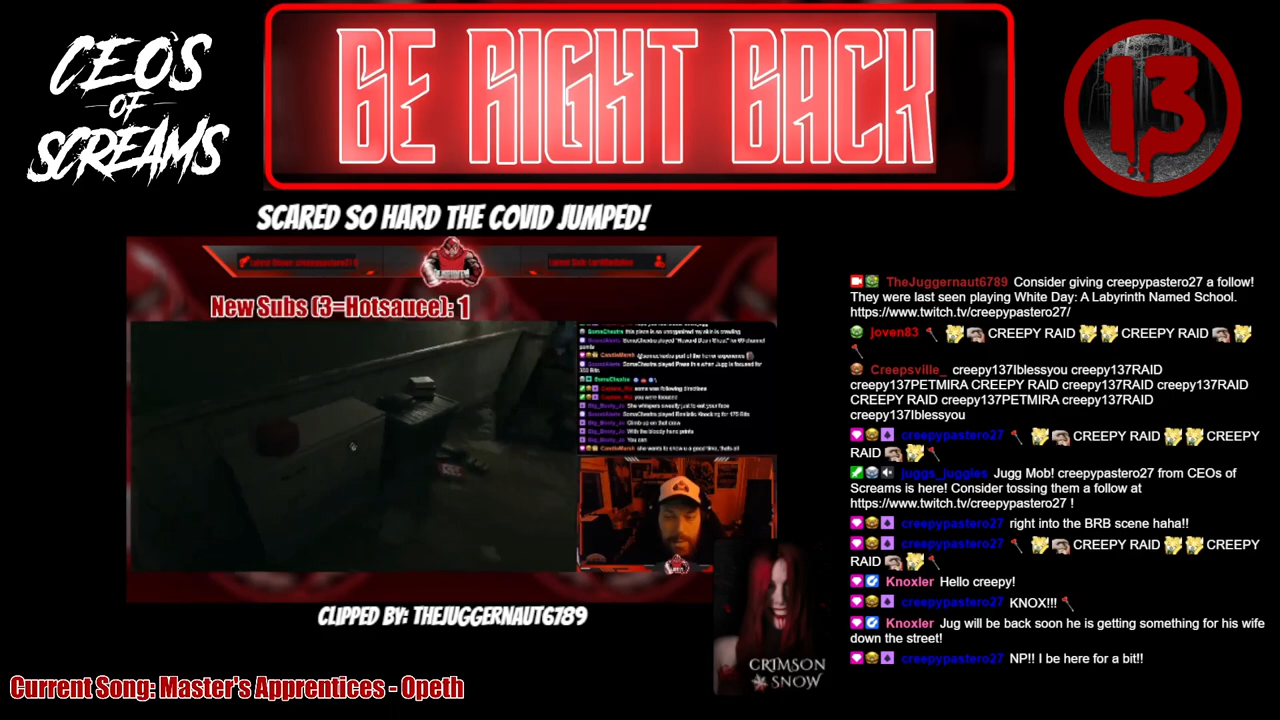 CEO'S
OF
SCREAMS
BE RIGHT BACK
13
SCARED SO HARD THE COVID JUMPED!
New Subs (3=Hotsauce): 1
CLIPPED BY: THEJUGGERNAUT6789
CRIMSON
SNOW
Current Song: Master's Apprentices - Opeth
TheJuggernaut6789 Consider giving creepypastero27 a follow!
They were last seen playing White Day: A Labyrinth Named School.
https://www.twitch.tv/creepypastero27/
joven83 CREEPY RAID CREEPY RAID
Creepsville_ creepy137Iblessyou creepy137RAID
creepy137PETMIRA CREEPY RAID creepy137RAID creepy137RAID
CREEPY RAID creepy137PETMIRA creepy137RAID
creepy137Iblessyou
creepypastero27 CREEPY RAID CREEPY
RAID
juggs_juggles Jugg Mob! creepypastero27 from CEOs of
Screams is here! Consider tossing them a follow at
https://www.twitch.tv/creepypastero27 !
creepypastero27 right into the BRB scene haha!!
creepypastero27 CREEPY RAID CREEPY
RAID
Knoxler Hello creepy!
creepypastero27 KNOX!!!
Knoxler Jug will be back soon he is getting something for his wife
down the street!
creepypastero27 NP!! I be here for a bit!!